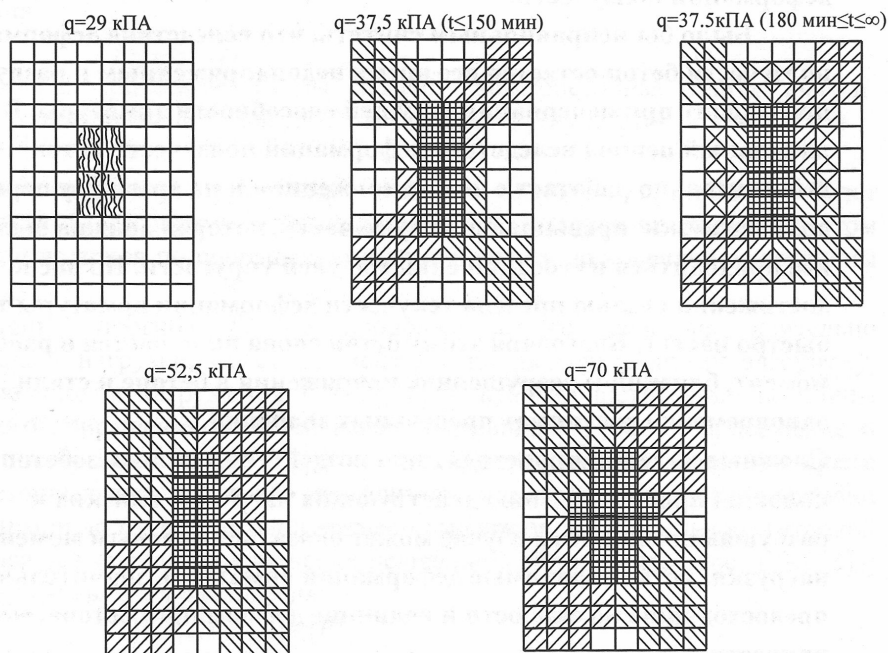 q=29 кПА
q=37,5 кПА (t≤150 мин)
q=37.5кПА (180 мин≤t≤∞)
q=52,5 кПА
q=70 кПА